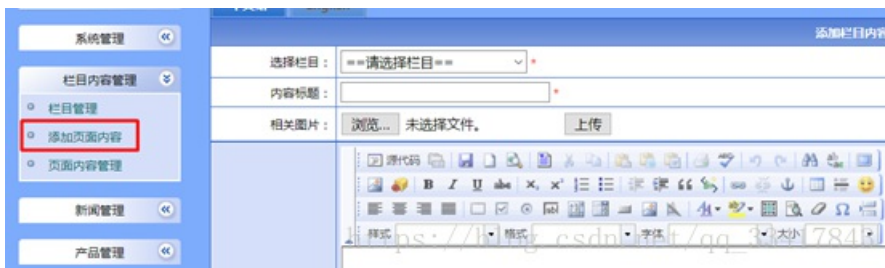 系统管理
添加栏目内容
选择栏目：
==请选择栏目==
*
栏目内容管理
内容标题：
*
栏目管理
相关图片：
浏览...
未选择文件。
上传
添加页面内容
页面内容管理
源代码
B I U abc x₂ x²
新闻管理
样式
格式
字体
大小
产品管理